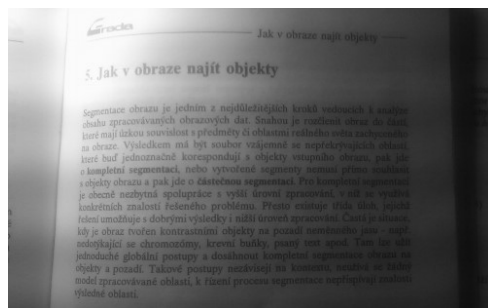 Grada
Jak v obraze najít objekty
5. Jak v obraze najít objekty
Segmentace obrazu je jedním z nejdůležitějších kroků vedoucích k analýze
obsahu zpracovávaných obrazových dat. Snahou je rozčlenit obraz do částí,
které mají úzkou souvislost s předměty či oblastmi reálného světa zachyceného
na obraze. Výsledkem má být soubor vzájemně se nepřekrývajících oblastí,
které buď jednoznačně korespondují s objekty vstupního obrazu, pak jde
o kompletní segmentaci, nebo vytvořené segmenty nemusí přímo souhlasit
s objekty obrazu a pak jde o částečnou segmentaci. Pro kompletní segmentaci
je obecně nezbytná spolupráce s vyšší úrovní zpracování, v níž se využívá
konkrétních znalostí řešeného problému. Přesto existuje třída úloh, jejichž
řešení umožňuje s dobrými výsledky i nižší úroveň zpracování. Častá je situace,
kdy je obraz tvořen kontrastními objekty na pozadí neměnného jasu - např.
nedotýkající se chromozómy, krevní buňky, psaný text apod. Tam lze užít
jednoduché globální postupy a dosáhnout kompletní segmentace obrazu na
objekty a pozadí. Takové postupy nezávisejí na kontextu, neužívá se žádný
model zpracovávané oblasti, k řízení procesu segmentace nepřispívají znalosti
výsledné oblasti.